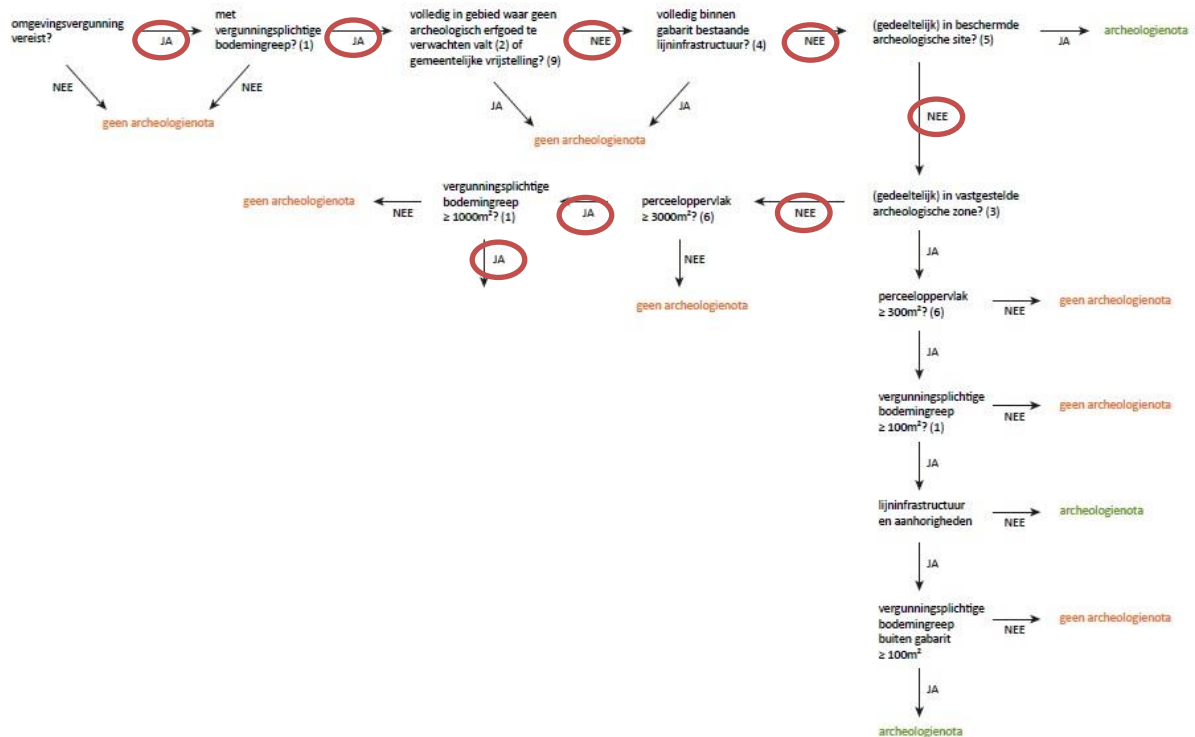 omgevingsvergunning
vereist?
JA
met
vergunningsplichtige
bodemingreep? (1)
JA
volledig in gebied waar geen
archeologisch erfgoed te
verwachten valt (2) of
gemeentelijke vrijstelling? (9)
NEE
volledig binnen
gabarit bestaande
lijninfrastructuur? (4)
NEE
(gedeeltelijk) in beschermde
archeologische site? (5)
JA
archeologienota
NEE
NEE
geen archeologienota
JA
JA
geen archeologienota
NEE
geen archeologienota
NEE
vergunningsplichtige
bodemingreep
≥ 1000m²? (1)
JA
perceeloppervlak
≥ 3000m²? (6)
NEE
(gedeeltelijk) in vastgestelde
archeologische zone? (3)
JA
NEE
geen archeologienota
JA
perceeloppervlak
≥ 300m²? (6)
NEE
geen archeologienota
JA
vergunningsplichtige
bodemingreep
≥ 100m²? (1)
NEE
geen archeologienota
JA
lijninfrastructuur
en aanhorigheden
NEE
archeologienota
JA
vergunningsplichtige
bodemingreep
buiten gabarit
≥ 100m²
NEE
geen archeologienota
JA
archeologienota